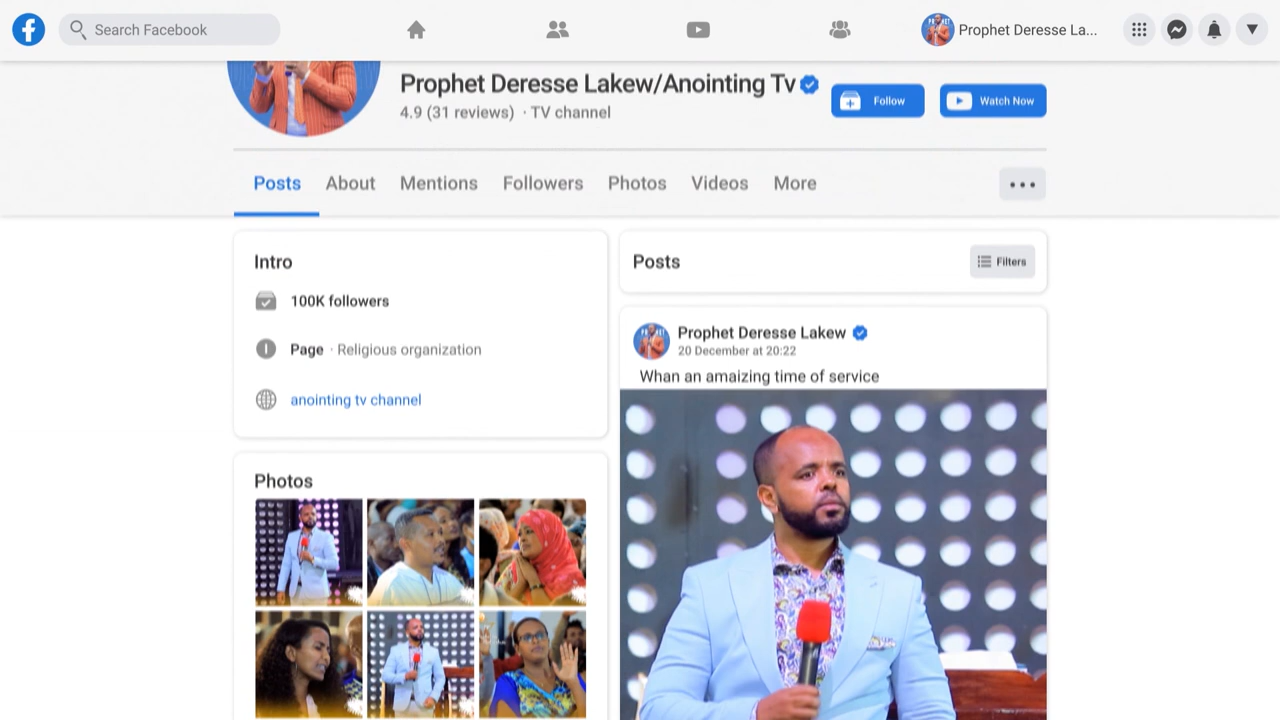 Search Facebook
Prophet Deresse La...
Prophet Deresse Lakew/Anointing Tv
4.9 (31 reviews) · TV channel
Follow
Watch Now
Posts About Mentions Followers Photos Videos More
Intro
100K followers
Page · Religious organization
anointing tv channel
Photos
Posts
Filters
Prophet Deresse Lakew
20 December at 20:22
Whan an amaizing time of service